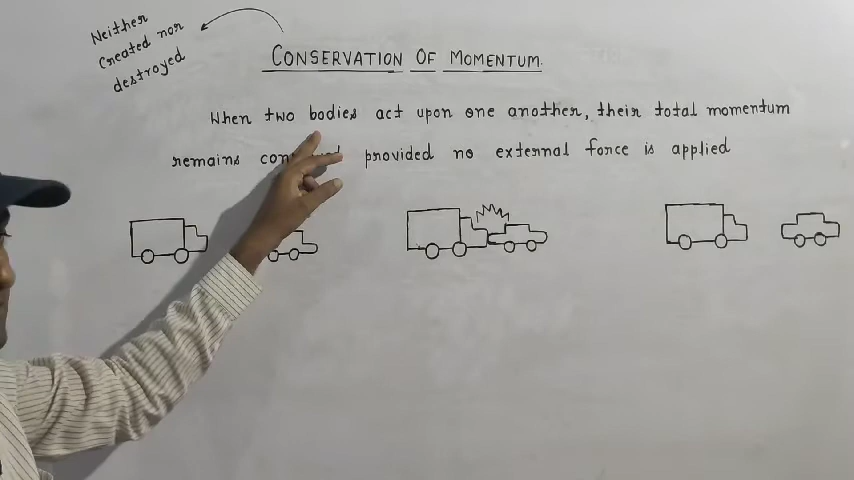 Neither
Created nor
destroyed
CONSERVATION OF MOMENTUM.
When two bodies act upon one another, their total momentum
remains provided no external force is applied